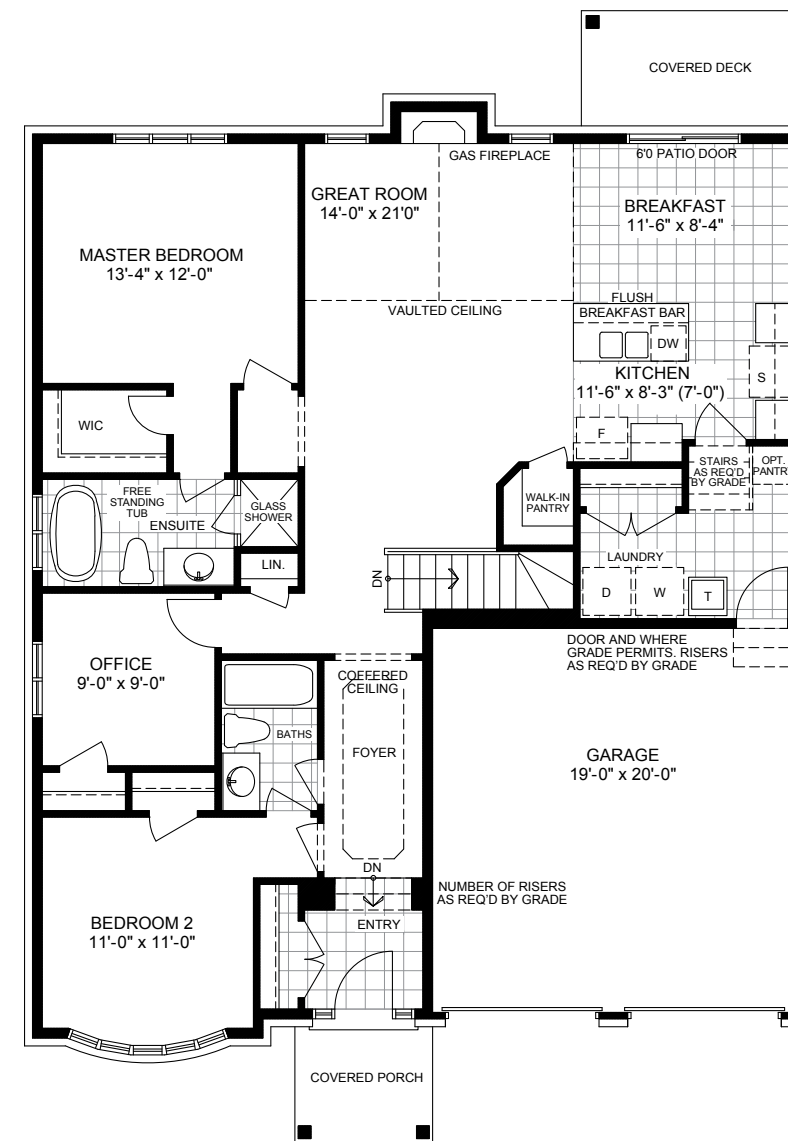 COVERED DECK
GAS FIREPLACE
6'0 PATIO DOOR
GREAT ROOM
14'-0" x 21'0"
BREAKFAST
11'-6" x 8'-4"
MASTER BEDROOM
13'-4" x 12'-0"
VAULTED CEILING
FLUSH
BREAKFAST BAR
DW
KITCHEN
11'-6" x 8'-3" (7'-0")
S
WIC
F
STAIRS
AS REQ'D
BY GRADE
OPT.
PANTRY
FREE
STANDING
TUB
ENSUITE
GLASS
SHOWER
WALK-IN
PANTRY
LAUNDRY
LIN.
DN
D
W
T
OFFICE
9'-0" x 9'-0"
DOOR AND WHERE
GRADE PERMITS. RISERS
AS REQ'D BY GRADE
COFFERED
CEILING
BATHS
FOYER
GARAGE
19'-0" x 20'-0"
DN
NUMBER OF RISERS
AS REQ'D BY GRADE
BEDROOM 2
11'-0" x 11'-0"
ENTRY
COVERED PORCH